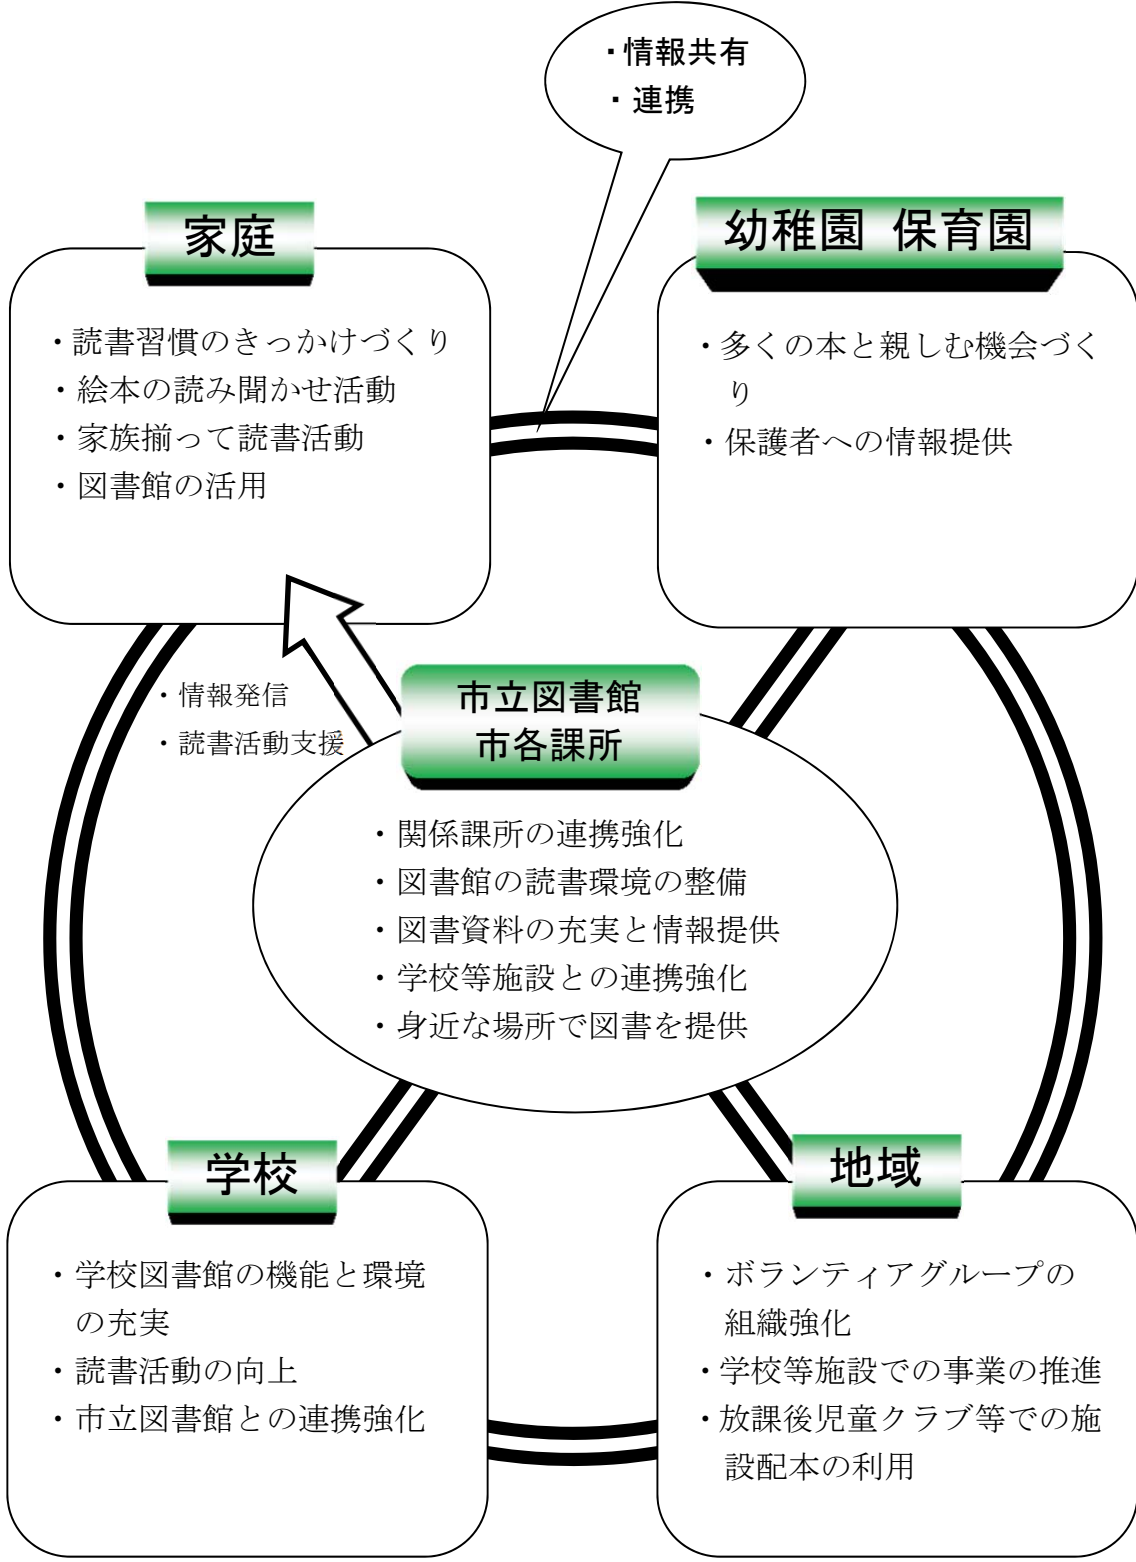 ・情報共有
・連携
家庭
・読書習慣のきっかけづくり
・絵本の読み聞かせ活動
・家族揃って読書活動
・図書館の活用
幼稚園 保育園
・多くの本と親しむ機会づく
り
・保護者への情報提供
・情報発信
・読書活動支援
市立図書館
市各課所
・関係課所の連携強化
・図書館の読書環境の整備
・図書資料の充実と情報提供
・学校等施設との連携強化
・身近な場所で図書を提供
学校
・学校図書館の機能と環境
の充実
・読書活動の向上
・市立図書館との連携強化
地域
・ボランティアグループの
組織強化
・学校等施設での事業の推進
・放課後児童クラブ等での施
設配本の利用